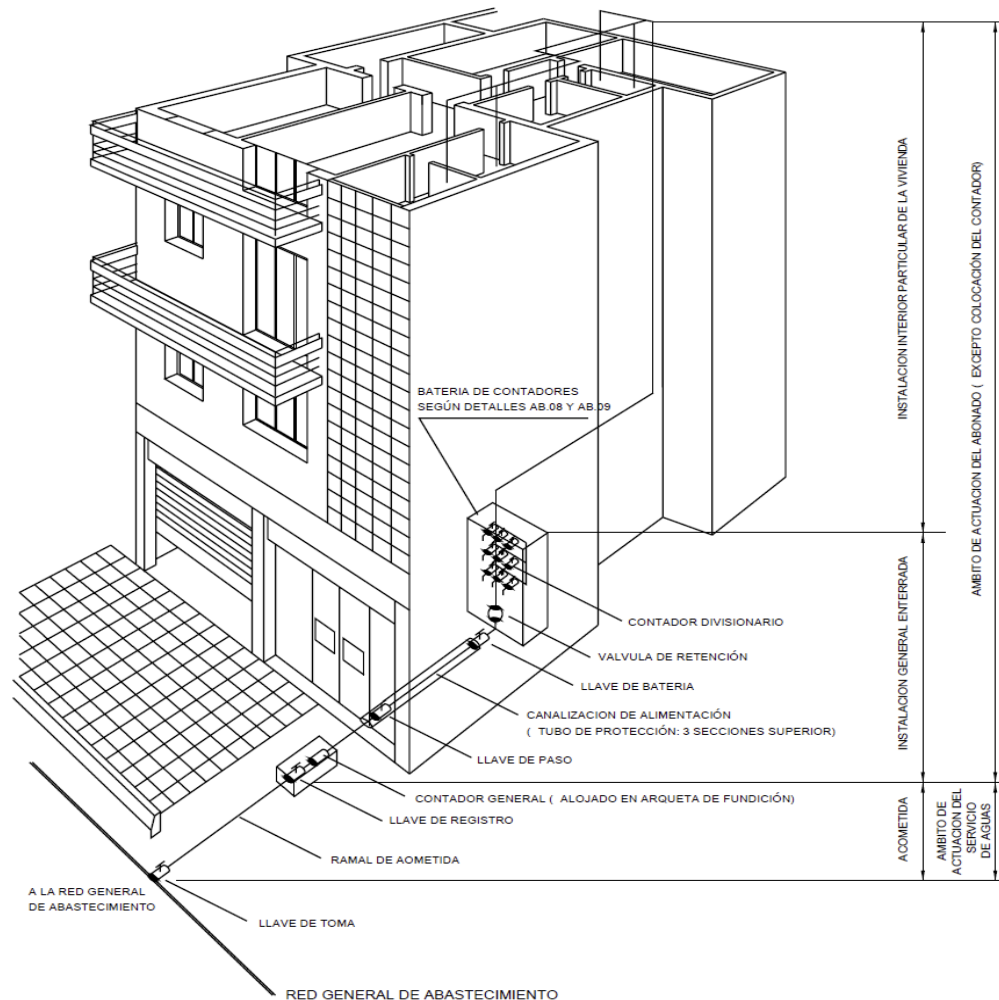 BATERIA DE CONTADORES
SEGÚN DETALLES AB.08 Y AB.09
CONTADOR DIVISIONARIO
VALVULA DE RETENCIÓN
LLAVE DE BATERIA
CANALIZACION DE ALIMENTACIÓN
( TUBO DE PROTECCIÓN: 3 SECCIONES SUPERIOR)
LLAVE DE PASO
CONTADOR GENERAL ( ALOJADO EN ARQUETA DE FUNDICIÓN)
LLAVE DE REGISTRO
RAMAL DE AOMETIDA
A LA RED GENERAL
DE ABASTECIMIENTO
LLAVE DE TOMA
RED GENERAL DE ABASTECIMIENTO
INSTALACION INTERIOR PARTICULAR DE LA VIVIENDA
INSTALACION GENERAL ENTERRADA
ACOMETIDA
AMBITO DE ACTUACION DEL ABONADO ( EXCEPTO COLOCACIÓN DEL CONTADOR)
AMBITO DE
ACTUACION DEL
SERVICIO
DE AGUAS